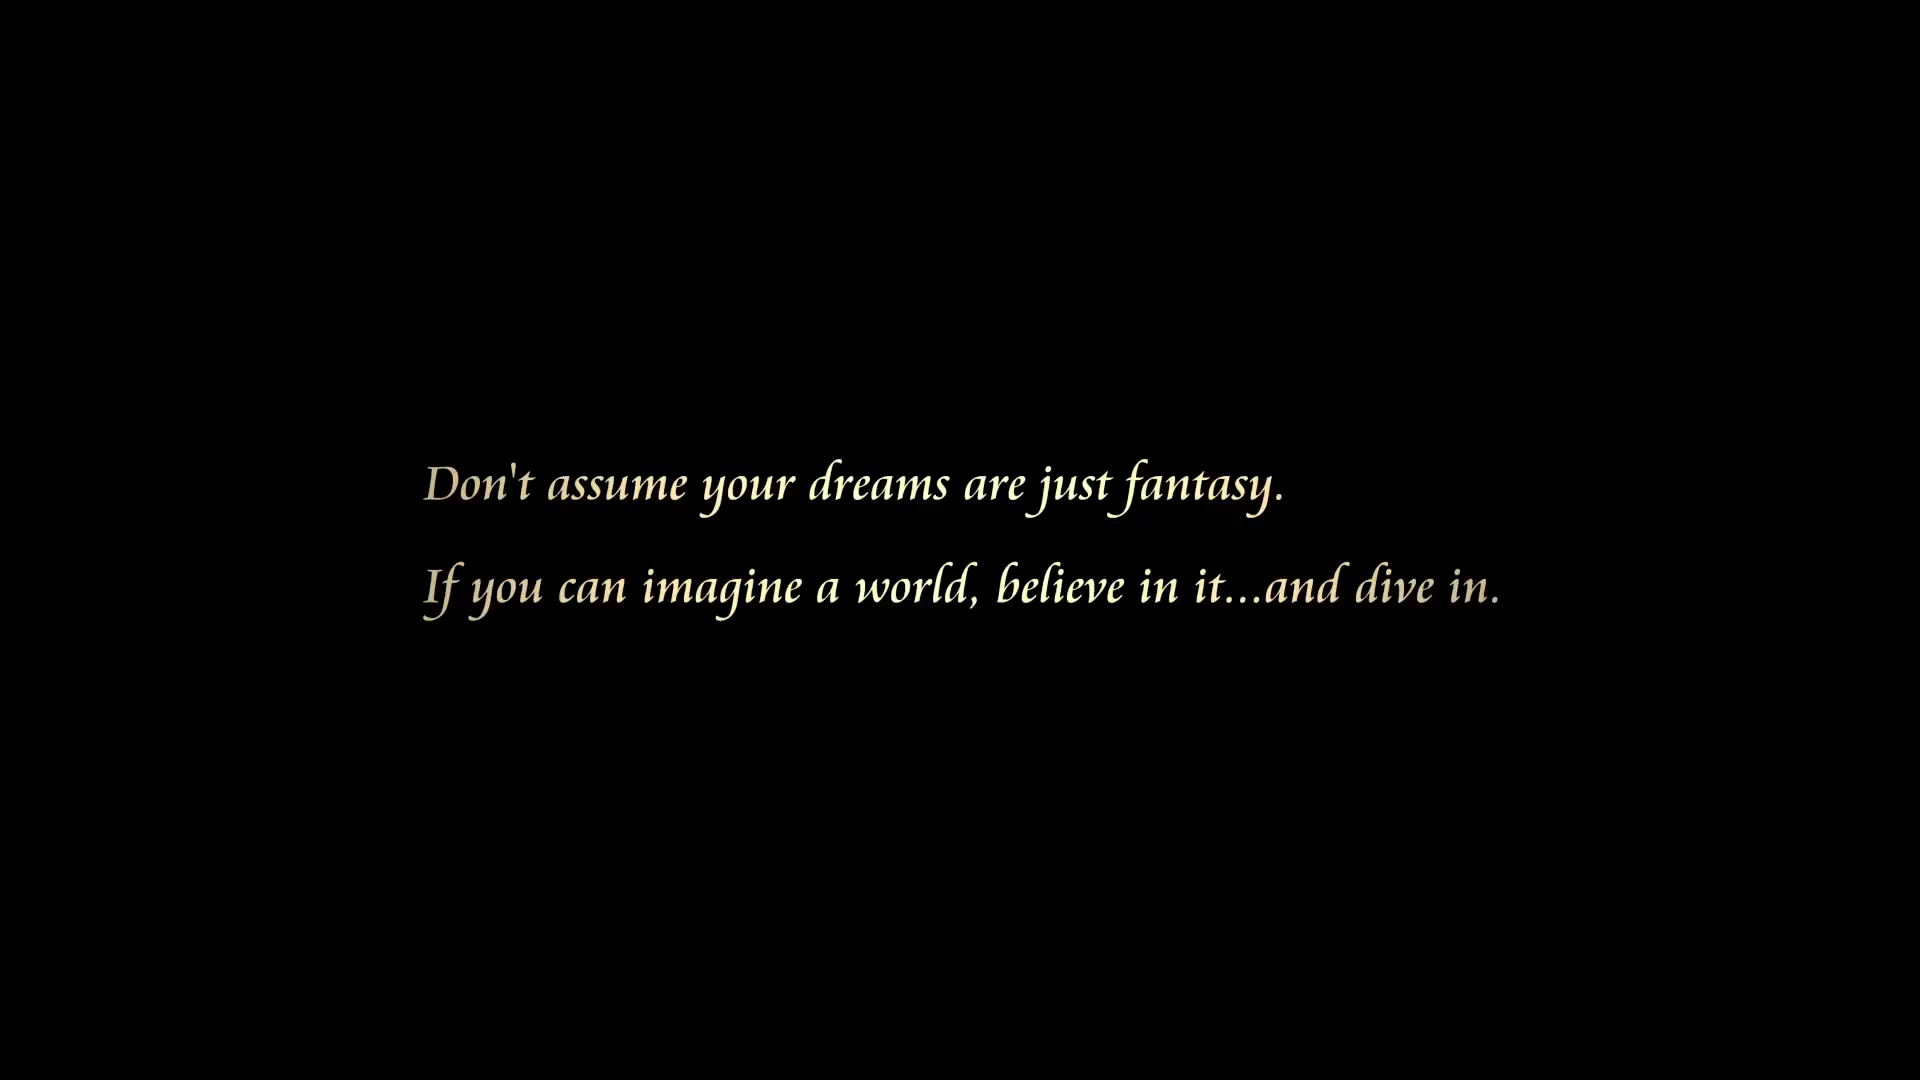 Don't assume your dreams are just fantasy.
If you can imagine a world, believe in it...and dive in.